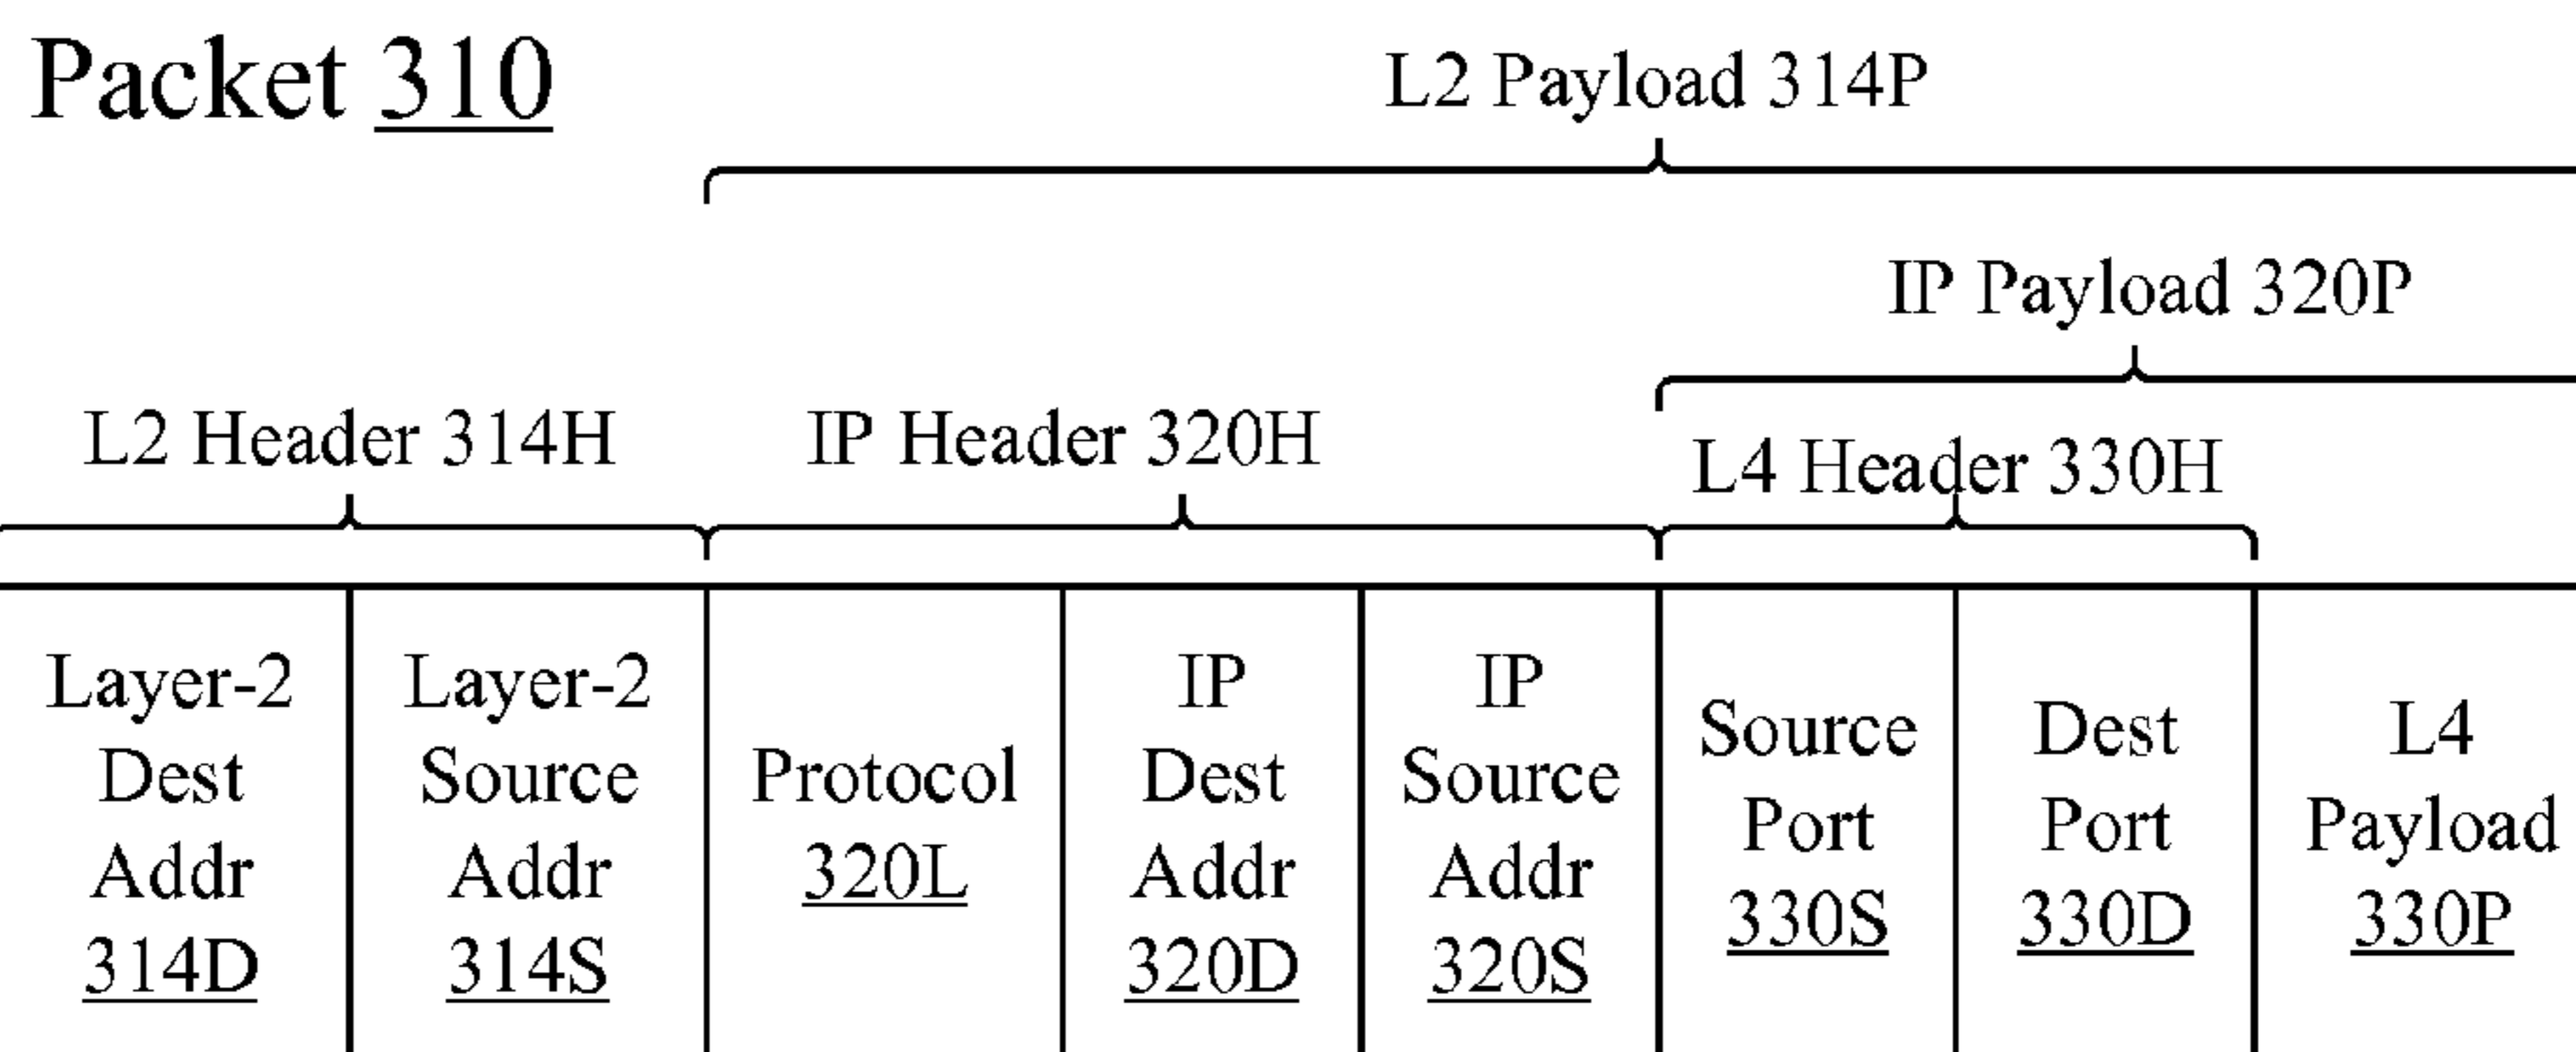 Packet 310
L2 Payload 314P
IP Payload 320P
L2 Header 314H
IP Header 320H
L4 Header 330H
Layer-2
Dest
Addr
314D
Layer-2
Source
Addr
314S
Protocol
320L
IP
Dest
Addr
320D
IP
Source
Addr
320S
Source
Port
330S
Dest
Port
330D
L4
Payload
330P